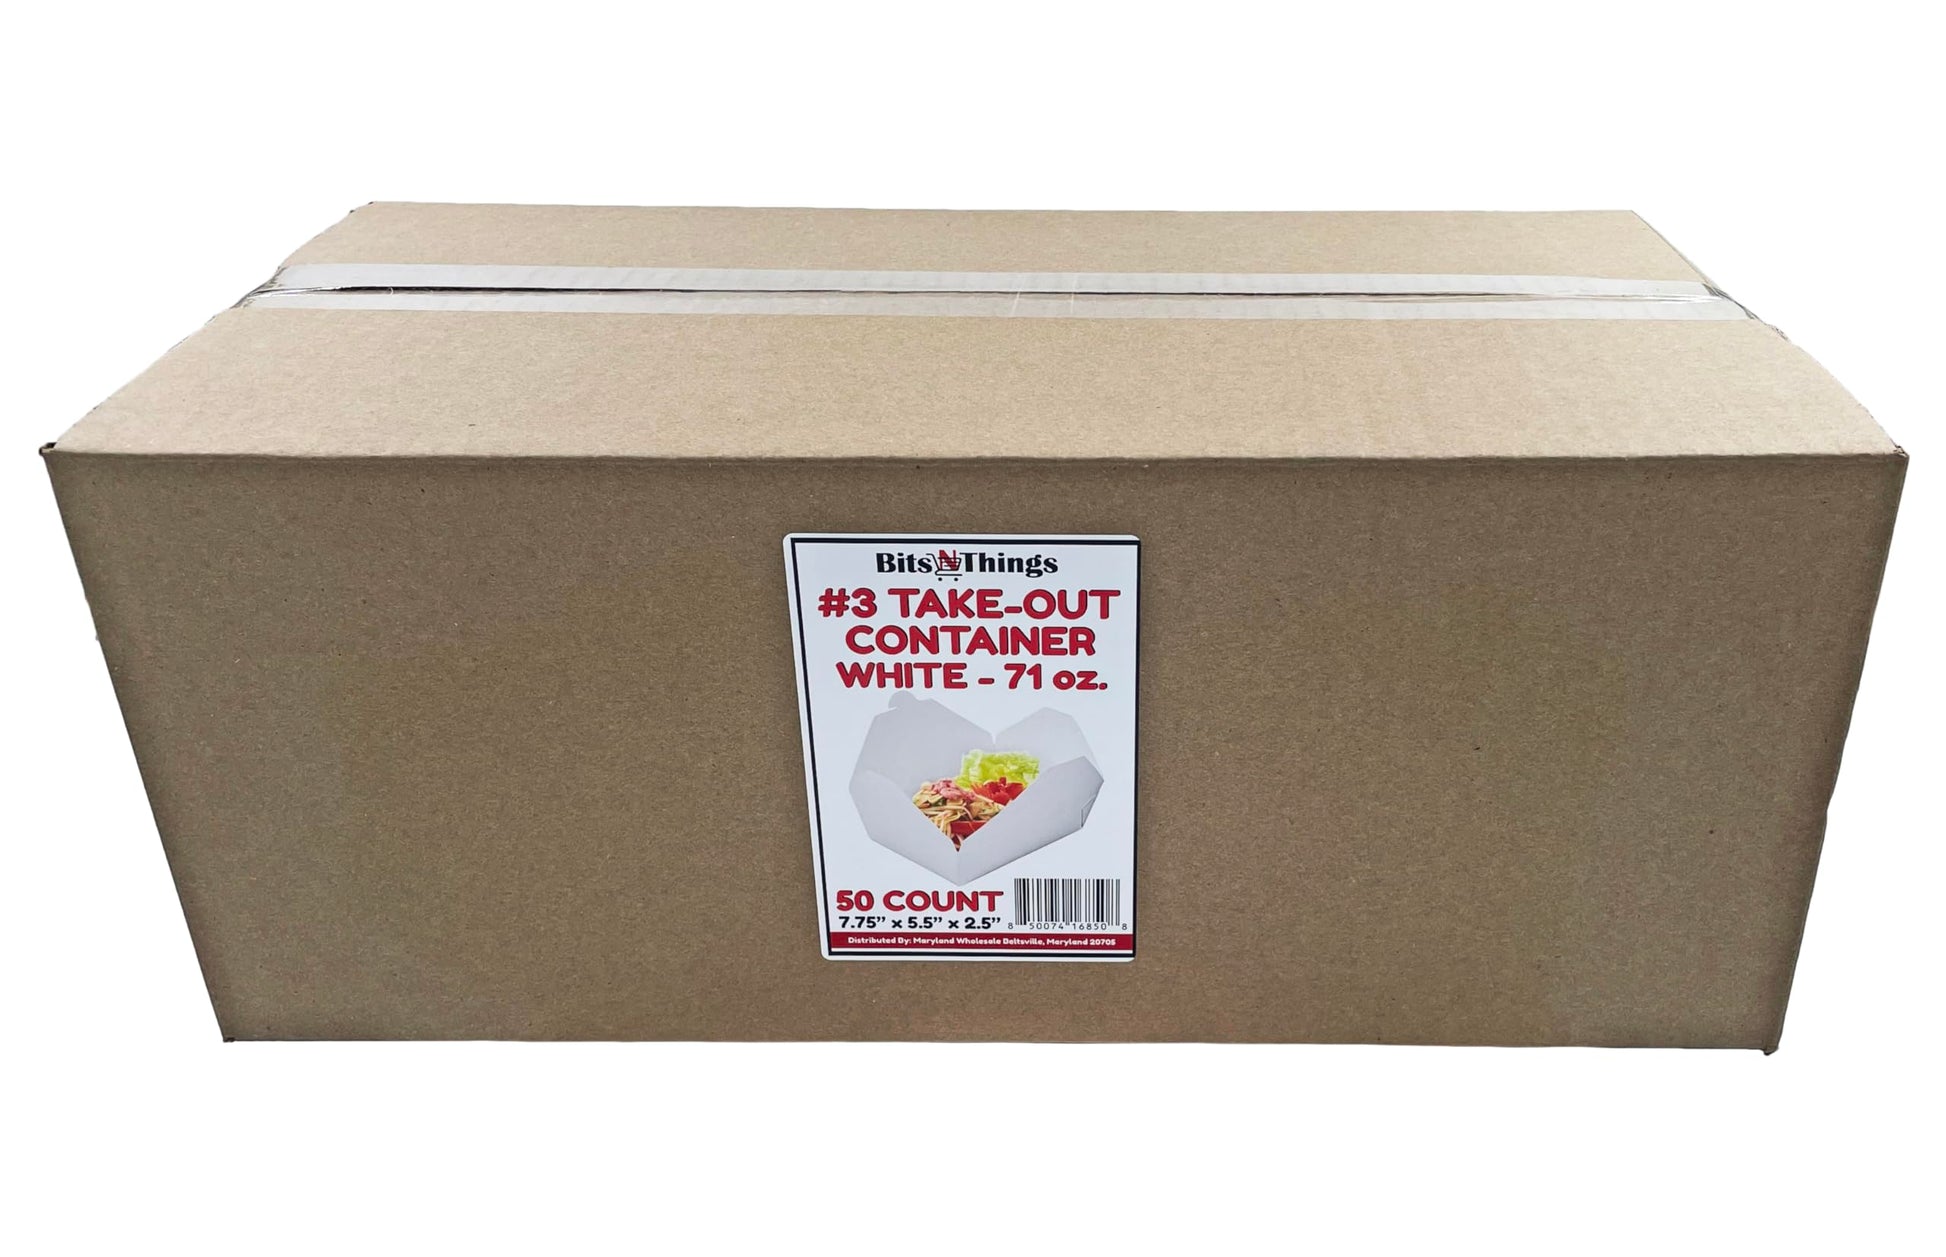 Bits N Things
#3 TAKE-OUT
CONTAINER
WHITE - 71 oz.
50 COUNT
7.75” x 5.5” x 2.5”
8 50074 16850 8
Distributed By: Maryland Wholesale Beltsville, Maryland 20705